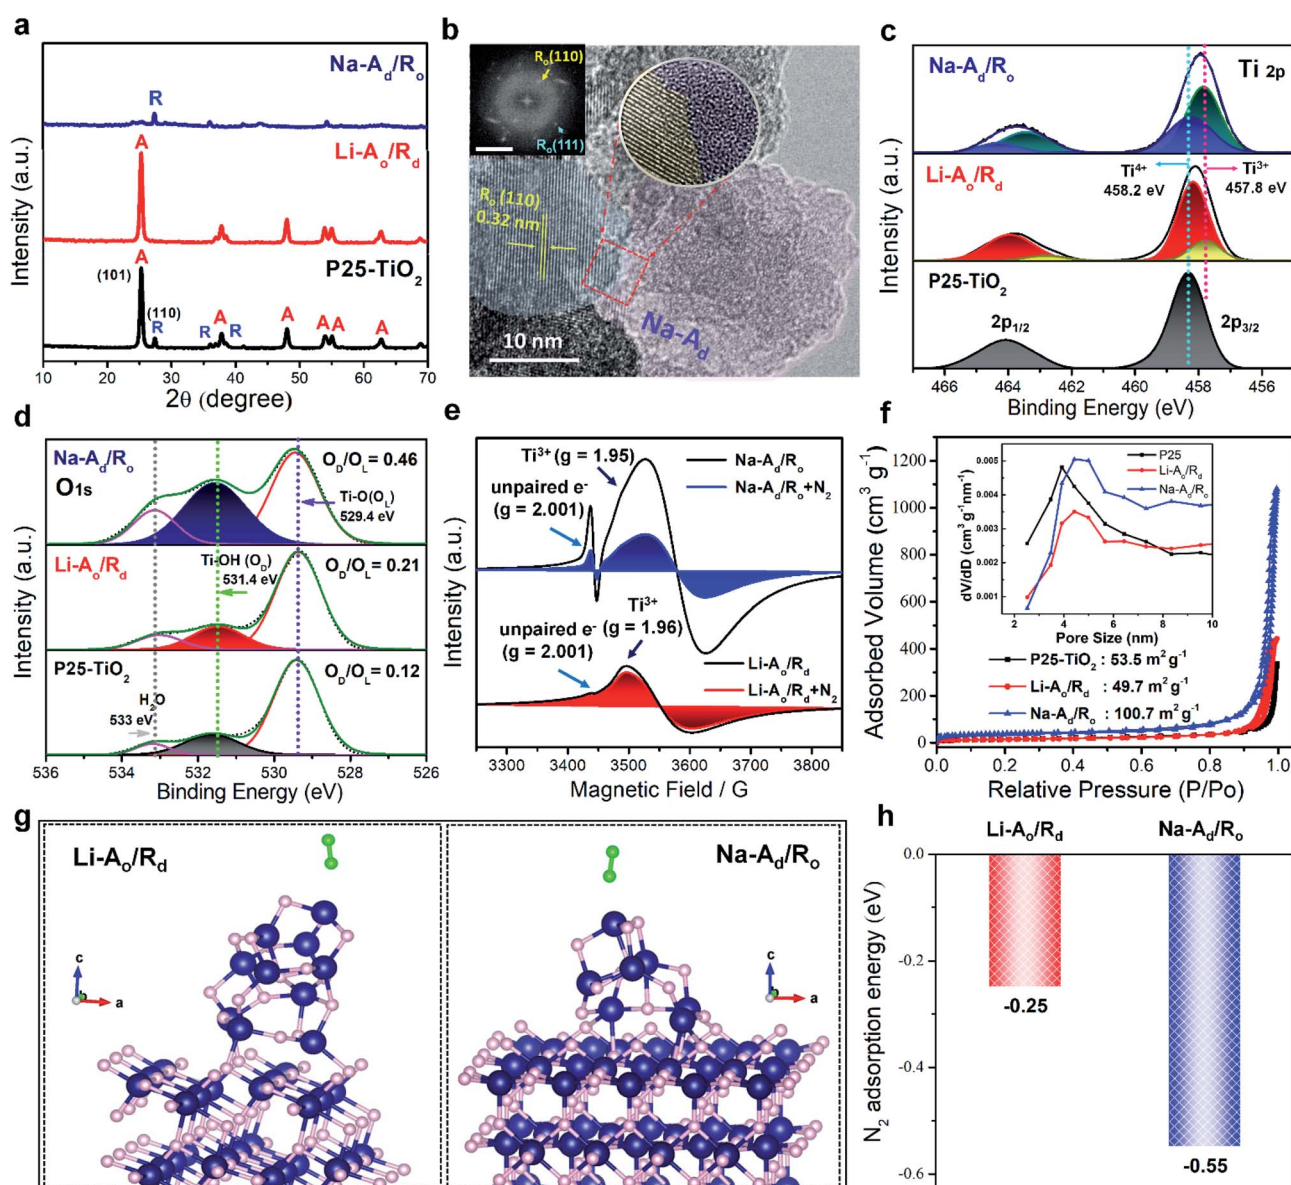 a
Na-Ad/Ro
R
A
Li-Ao/Rd
A
P25-TiO2
(101)
(110)
R
R
A
R
A
A
A
A
10 20 30 40 50 60 70
2θ (degree)
Intensity (a.u.)
b
Ro(110)
Ro(111)
Ro (110)
0.32 nm
Na-Ad
10 nm
c
Na-Ad/Ro
Ti 2p
Li-Ao/Rd
Ti4+
458.2 eV
Ti3+
457.8 eV
P25-TiO2
2p1/2
2p3/2
466 464 462 460 458 456
Binding Energy (eV)
Intensity (a.u.)
d
Na-Ad/Ro
O1s
OD/OL = 0.46
Ti-O(OL)
529.4 eV
Li-Ao/Rd
Ti-OH (OD)
531.4 eV
OD/OL = 0.21
P25-TiO2
H2O
533 eV
OD/OL = 0.12
536 534 532 530 528 526
Binding Energy (eV)
Intensity (a.u.)
e
Ti3+ (g = 1.95)
unpaired e-
(g = 2.001)
Na-Ad/Ro
Na-Ad/Ro+N2
Ti3+
(g = 1.96)
unpaired e-
(g = 2.001)
Li-Ao/Rd
Li-Ao/Rd+N2
3300 3400 3500 3600 3700 3800
Magnetic Field / G
Intensity (a.u.)
f
1200
1100
1000
900
800
700
600
500
400
300
200
100
0
Adsorbed Volume (cm3 g-1)
0.005
0.004
0.003
0.002
0.001
dV/dD (cm3 g-1nm-1)
P25
Li-Ao/Rd
Na-Ad/Ro
2 4 6 8 10
Pore Size (nm)
P25-TiO2 : 53.5 m2 g-1
Li-Ao/Rd : 49.7 m2 g-1
Na-Ad/Ro : 100.7 m2 g-1
0.0 0.2 0.4 0.6 0.8 1.0
Relative Pressure (P/Po)
g
Li-Ao/Rd
c
b
a
Na-Ad/Ro
c
b
a
h
Li-Ao/Rd Na-Ad/Ro
0.0
-0.2
-0.4
-0.6
N2 adsorption energy (eV)
-0.25
-0.55